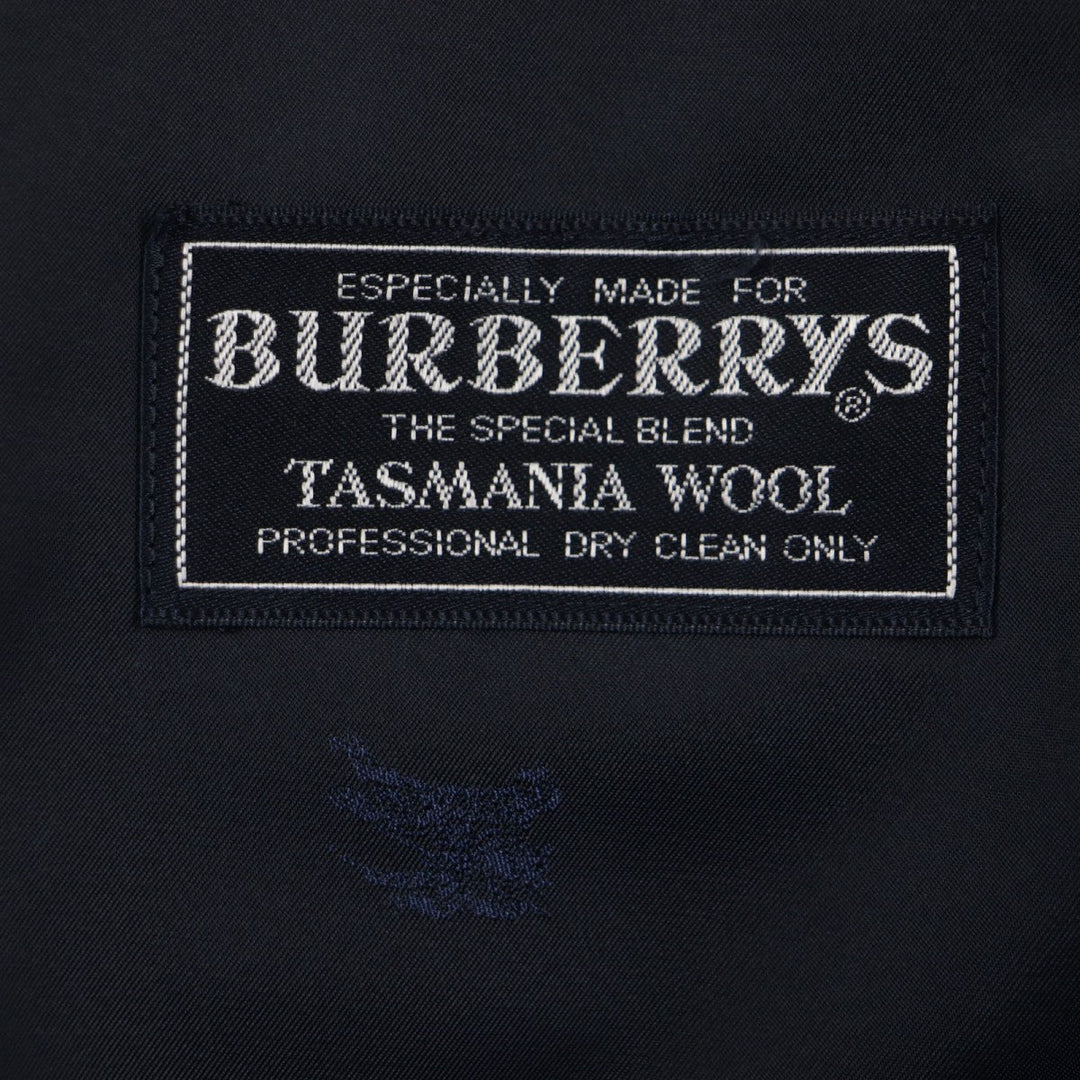 ESPECIALLY MADE FOR
BURBERRYS®
THE SPECIAL BLEND
TASMANIA WOOL
PROFESSIONAL DRY CLEAN ONLY